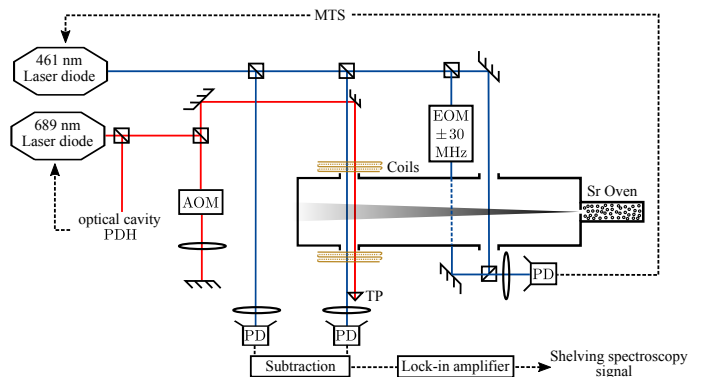 MTS
461 nm
Laser diode
689 nm
Laser diode
EOM
±30
MHz
Coils
Sr Oven
AOM
optical cavity
PDH
PD
TP
PD
PD
Subtraction
Lock-in amplifier
Shelving spectroscopy
signal